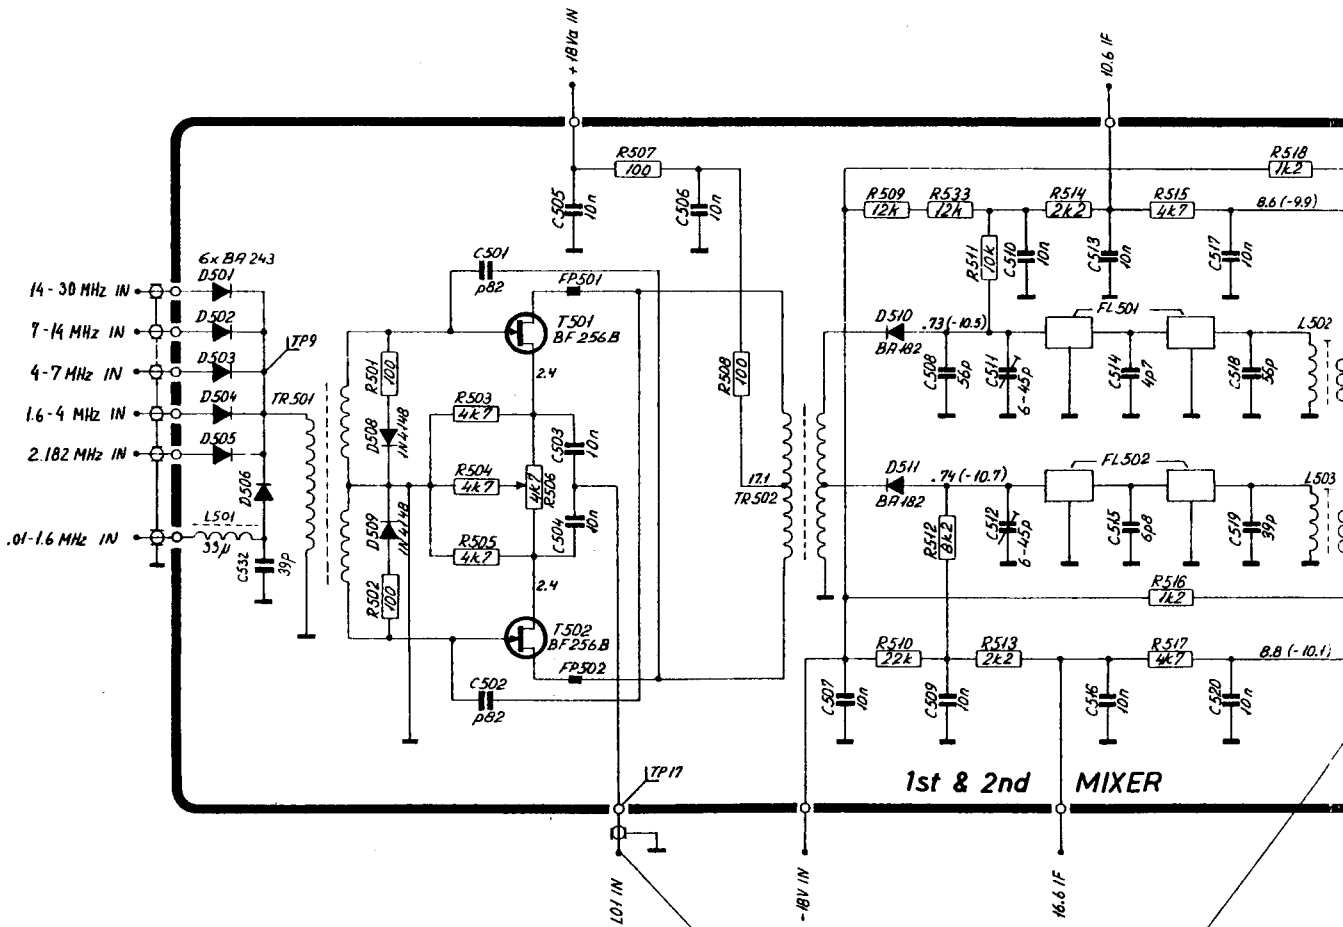 +18Va IN
10.6 IF
R507
100
C505
10n
C506
10n
R518
1k2
R509
12k
R533
12k
R514
2k2
R515
4k7
8.6 (-9.9)
R511
10k
C510
10n
C513
10n
C517
10n
6x BA243
D501
14-30 MHz IN
D502
7-14 MHz IN
D503
4-7 MHz IN
D504
1.6-4 MHz IN
D505
2.182 MHz IN
D506
L501
.01-1.6 MHz IN
C532
39p
TP9
TR501
C501
p82
FP501
T501
BF256B
2.4
R501
100
D508
1N4148
R503
4k7
R504
4k7
R505
4k7
R506
4k7
C503
10n
C504
10n
D509
1N4148
R502
100
2.4
T502
BF256B
FP502
C502
p82
R508
100
17.1
TR502
D510
BA182
.73 (-10.5)
C508
56p
C511
6-45p
FL501
C514
4p7
C518
56p
L502
D511
BA182
.74 (-10.7)
R512
8k2
C512
6-45p
FL502
C515
6p8
C519
39p
L503
R516
1k2
R510
22k
R513
2k2
R517
4k7
8.8 (-10.1)
C507
10n
C509
10n
C516
10n
C520
10n
1st & 2nd MIXER
TP17
LO1 IN
-18V IN
16.6 IF